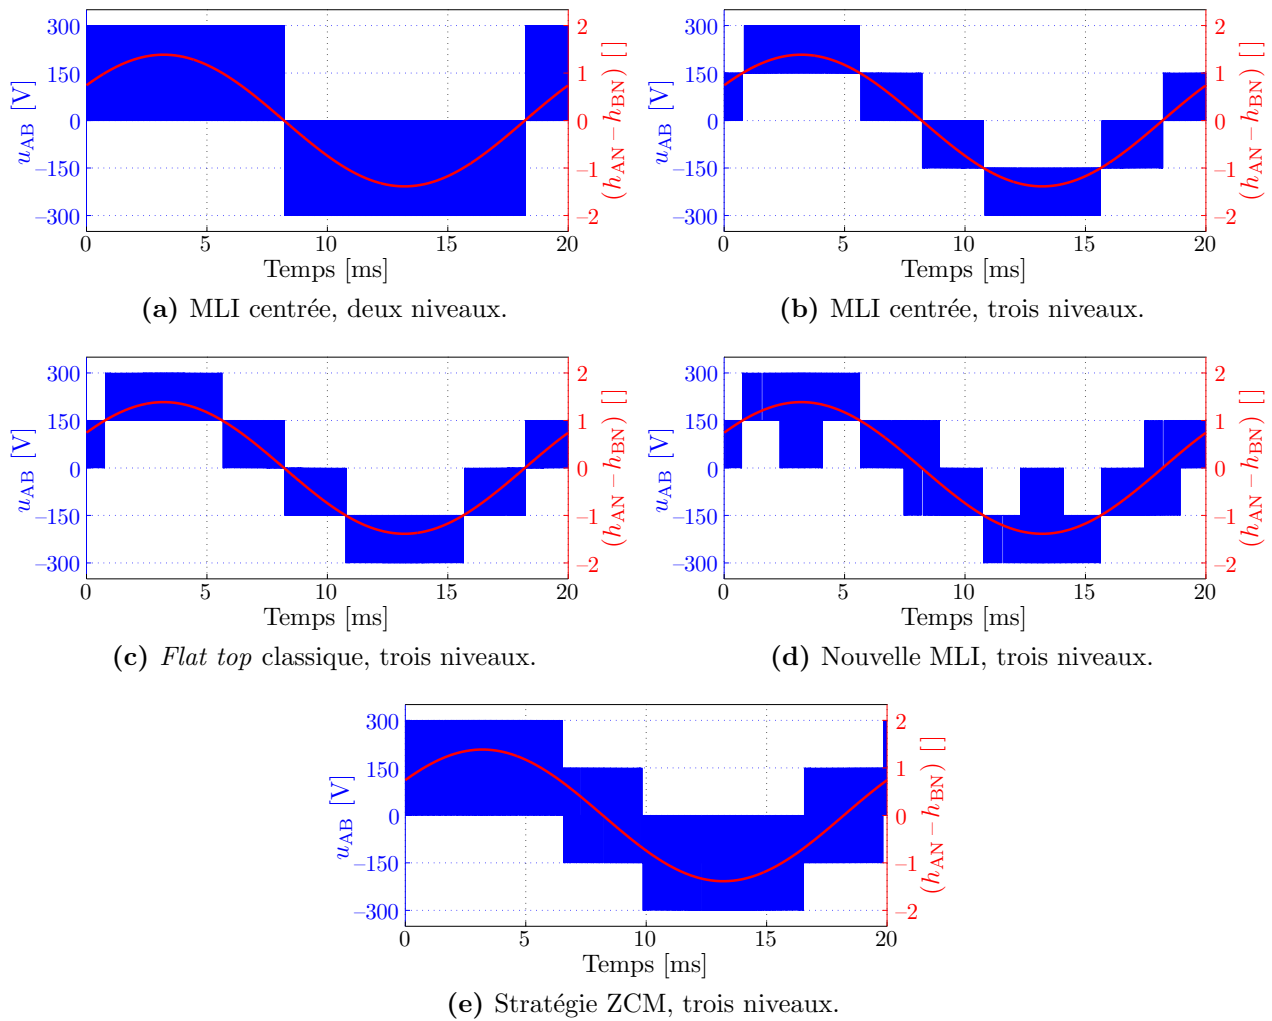 300
150
0
−150
−300
u_AB [V]
2
1
0
−1
−2
(h_AN − h_BN) [ ]
0 5 10 15 20
Temps [ms]
(a) MLI centrée, deux niveaux.
300
150
0
−150
−300
u_AB [V]
2
1
0
−1
−2
(h_AN − h_BN) [ ]
0 5 10 15 20
Temps [ms]
(b) MLI centrée, trois niveaux.
300
150
0
−150
−300
u_AB [V]
2
1
0
−1
−2
(h_AN − h_BN) [ ]
0 5 10 15 20
Temps [ms]
(c) Flat top classique, trois niveaux.
300
150
0
−150
−300
u_AB [V]
2
1
0
−1
−2
(h_AN − h_BN) [ ]
0 5 10 15 20
Temps [ms]
(d) Nouvelle MLI, trois niveaux.
300
150
0
−150
−300
u_AB [V]
2
1
0
−1
−2
(h_AN − h_BN) [ ]
0 5 10 15 20
Temps [ms]
(e) Stratégie ZCM, trois niveaux.